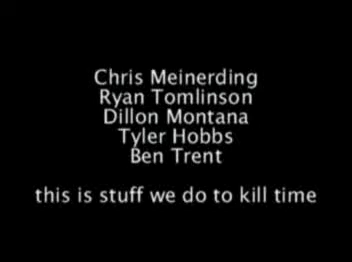 Chris Meinerding
Ryan Tomlinson
Dillon Montana
Tyler Hobbs
Ben Trent
this is stuff we do to kill time